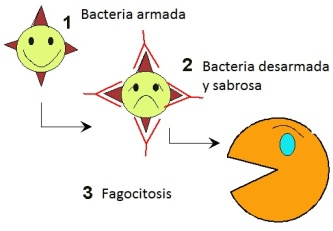 1 Bacteria armada
2 Bacteria desarmada
y sabrosa
3 Fagocitosis